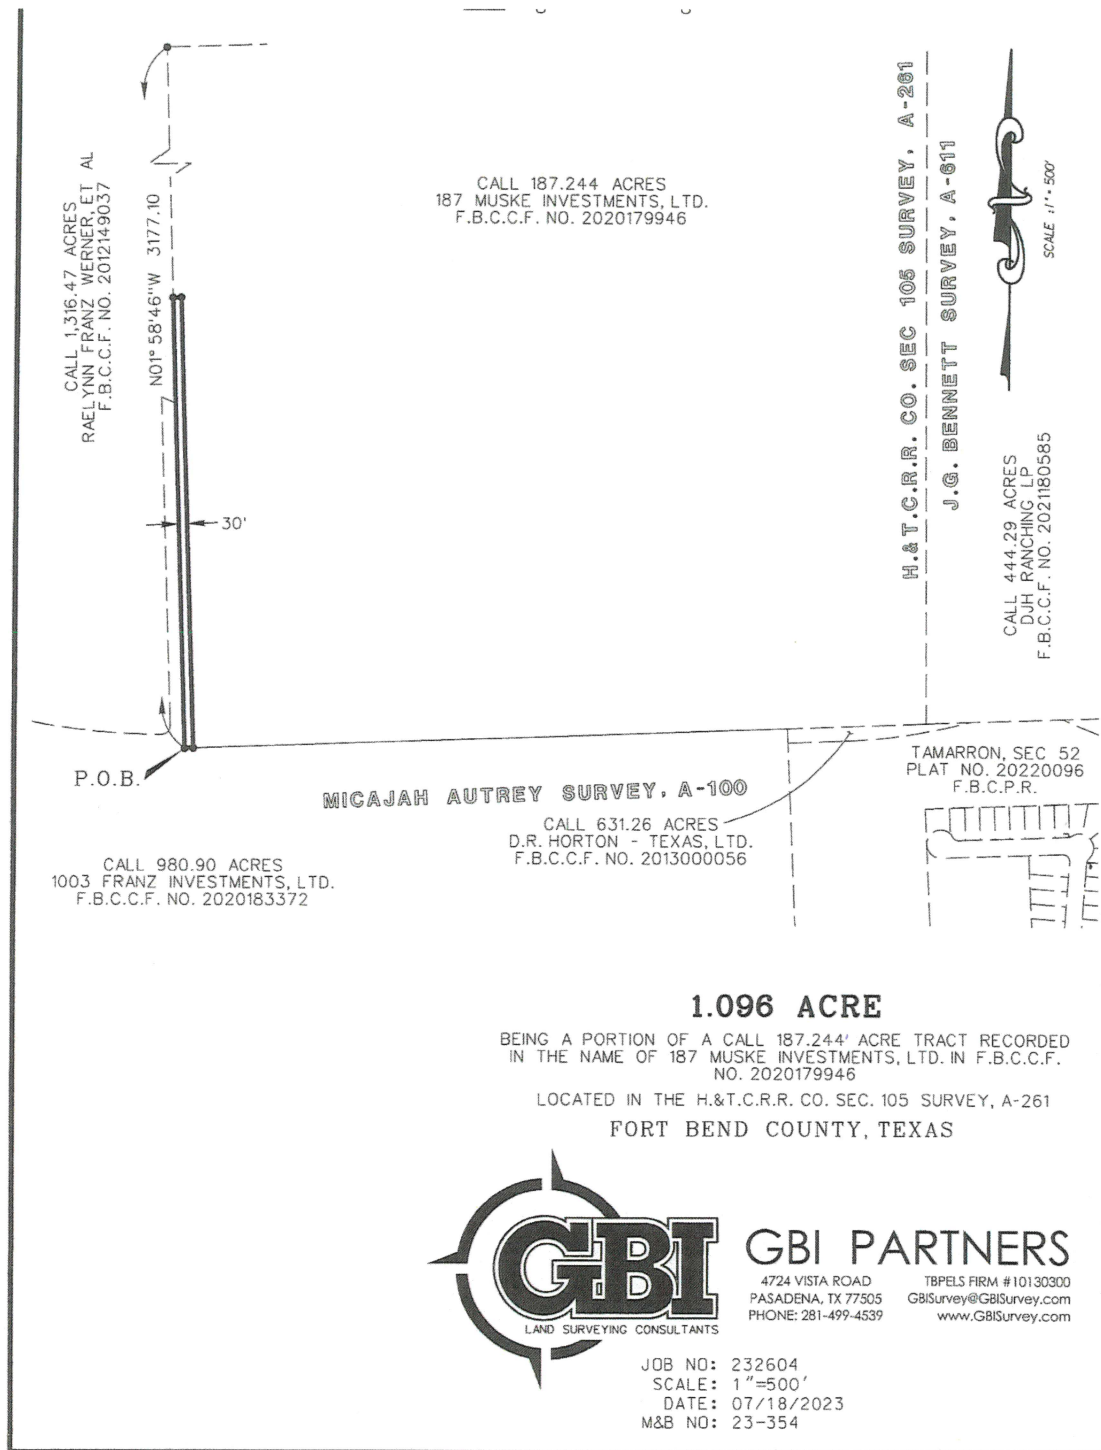 CALL 1,316.47 ACRES
RAELYNN FRANZ WERNER, ET AL
F.B.C.C.F. NO. 2012149037
N01°58'46"W 3177.10
CALL 187.244 ACRES
187 MUSKE INVESTMENTS, LTD.
F.B.C.C.F. NO. 2020179946
H.&T.C.R.R. CO. SEC 105 SURVEY, A-261
J.G. BENNETT SURVEY, A-611
SCALE :1"= 500'
CALL 444.29 ACRES
DJH RANCHING LP
F.B.C.C.F. NO. 2021180585
30'
P.O.B.
MICAJAH AUTREY SURVEY, A-100
TAMARRON, SEC 52
PLAT NO. 20220096
F.B.C.P.R.
CALL 631.26 ACRES
D.R. HORTON - TEXAS, LTD.
F.B.C.C.F. NO. 2013000056
CALL 980.90 ACRES
1003 FRANZ INVESTMENTS, LTD.
F.B.C.C.F. NO. 2020183372
1.096 ACRE
BEING A PORTION OF A CALL 187.244' ACRE TRACT RECORDED
IN THE NAME OF 187 MUSKE INVESTMENTS, LTD. IN F.B.C.C.F.
NO. 2020179946
LOCATED IN THE H.&T.C.R.R. CO. SEC. 105 SURVEY, A-261
FORT BEND COUNTY, TEXAS
GBI
LAND SURVEYING CONSULTANTS
GBI PARTNERS
4724 VISTA ROAD
PASADENA, TX 77505
PHONE: 281-499-4539
TBPELS FIRM #10130300
GBISurvey@GBISurvey.com
www.GBISurvey.com
JOB NO: 232604
SCALE: 1"=500'
DATE: 07/18/2023
M&B NO: 23-354